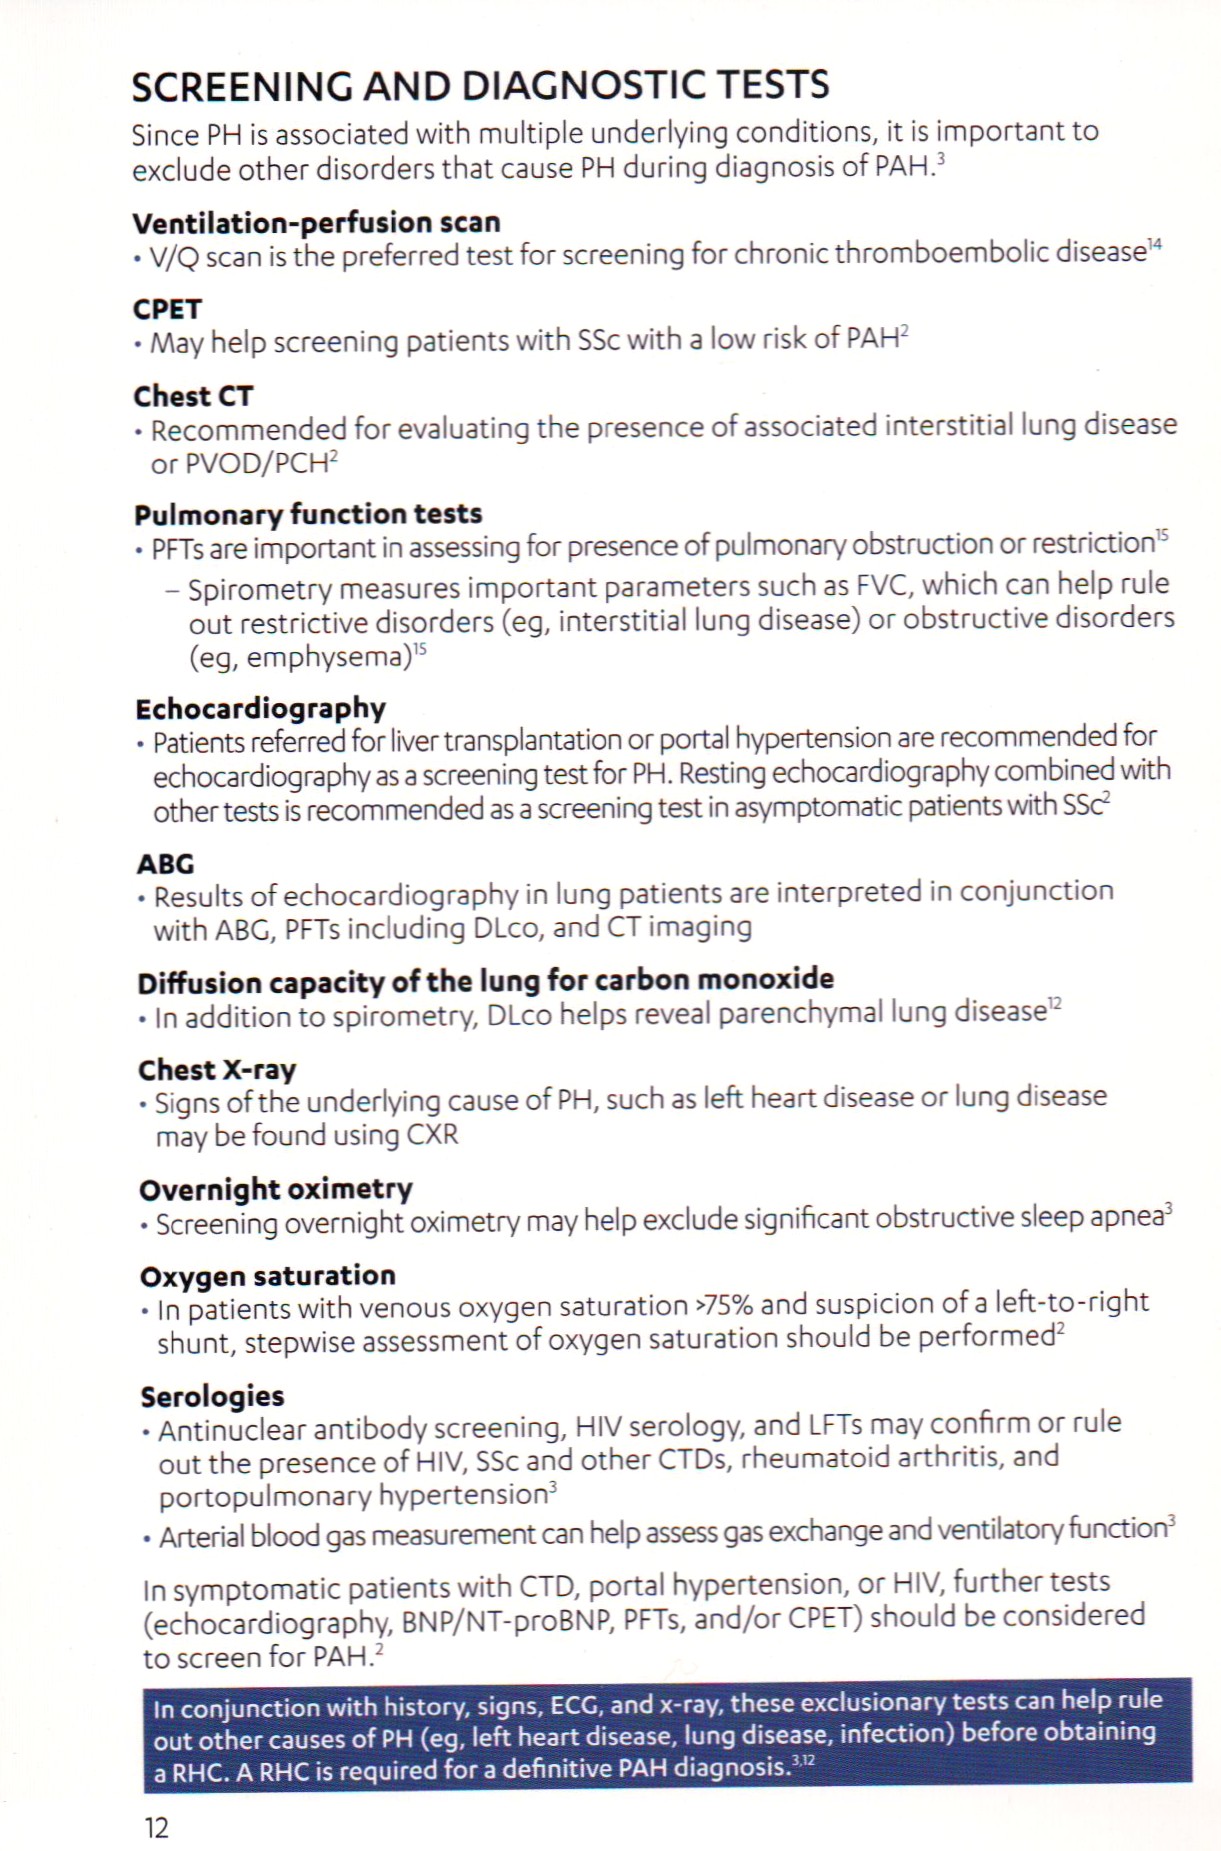 SCREENING AND DIAGNOSTIC TESTS
Since PH is associated with multiple underlying conditions, it is important to
exclude other disorders that cause PH during diagnosis of PAH.³
Ventilation-perfusion scan
• V/Q scan is the preferred test for screening for chronic thromboembolic disease¹⁴
CPET
• May help screening patients with SSc with a low risk of PAH²
Chest CT
• Recommended for evaluating the presence of associated interstitial lung disease
or PVOD/PCH²
Pulmonary function tests
• PFTs are important in assessing for presence of pulmonary obstruction or restriction¹⁵
– Spirometry measures important parameters such as FVC, which can help rule
out restrictive disorders (eg, interstitial lung disease) or obstructive disorders
(eg, emphysema)¹⁵
Echocardiography
• Patients referred for liver transplantation or portal hypertension are recommended for
echocardiography as a screening test for PH. Resting echocardiography combined with
other tests is recommended as a screening test in asymptomatic patients with SSc²
ABG
• Results of echocardiography in lung patients are interpreted in conjunction
with ABG, PFTs including DLco, and CT imaging
Diffusion capacity of the lung for carbon monoxide
• In addition to spirometry, DLco helps reveal parenchymal lung disease¹²
Chest X-ray
• Signs of the underlying cause of PH, such as left heart disease or lung disease
may be found using CXR
Overnight oximetry
• Screening overnight oximetry may help exclude significant obstructive sleep apnea³
Oxygen saturation
• In patients with venous oxygen saturation >75% and suspicion of a left-to-right
shunt, stepwise assessment of oxygen saturation should be performed²
Serologies
• Antinuclear antibody screening, HIV serology, and LFTs may confirm or rule
out the presence of HIV, SSc and other CTDs, rheumatoid arthritis, and
portopulmonary hypertension³
• Arterial blood gas measurement can help assess gas exchange and ventilatory function³
In symptomatic patients with CTD, portal hypertension, or HIV, further tests
(echocardiography, BNP/NT-proBNP, PFTs, and/or CPET) should be considered
to screen for PAH.²
In conjunction with history, signs, ECG, and x-ray, these exclusionary tests can help rule
out other causes of PH (eg, left heart disease, lung disease, infection) before obtaining
a RHC. A RHC is required for a definitive PAH diagnosis.³,¹²
12